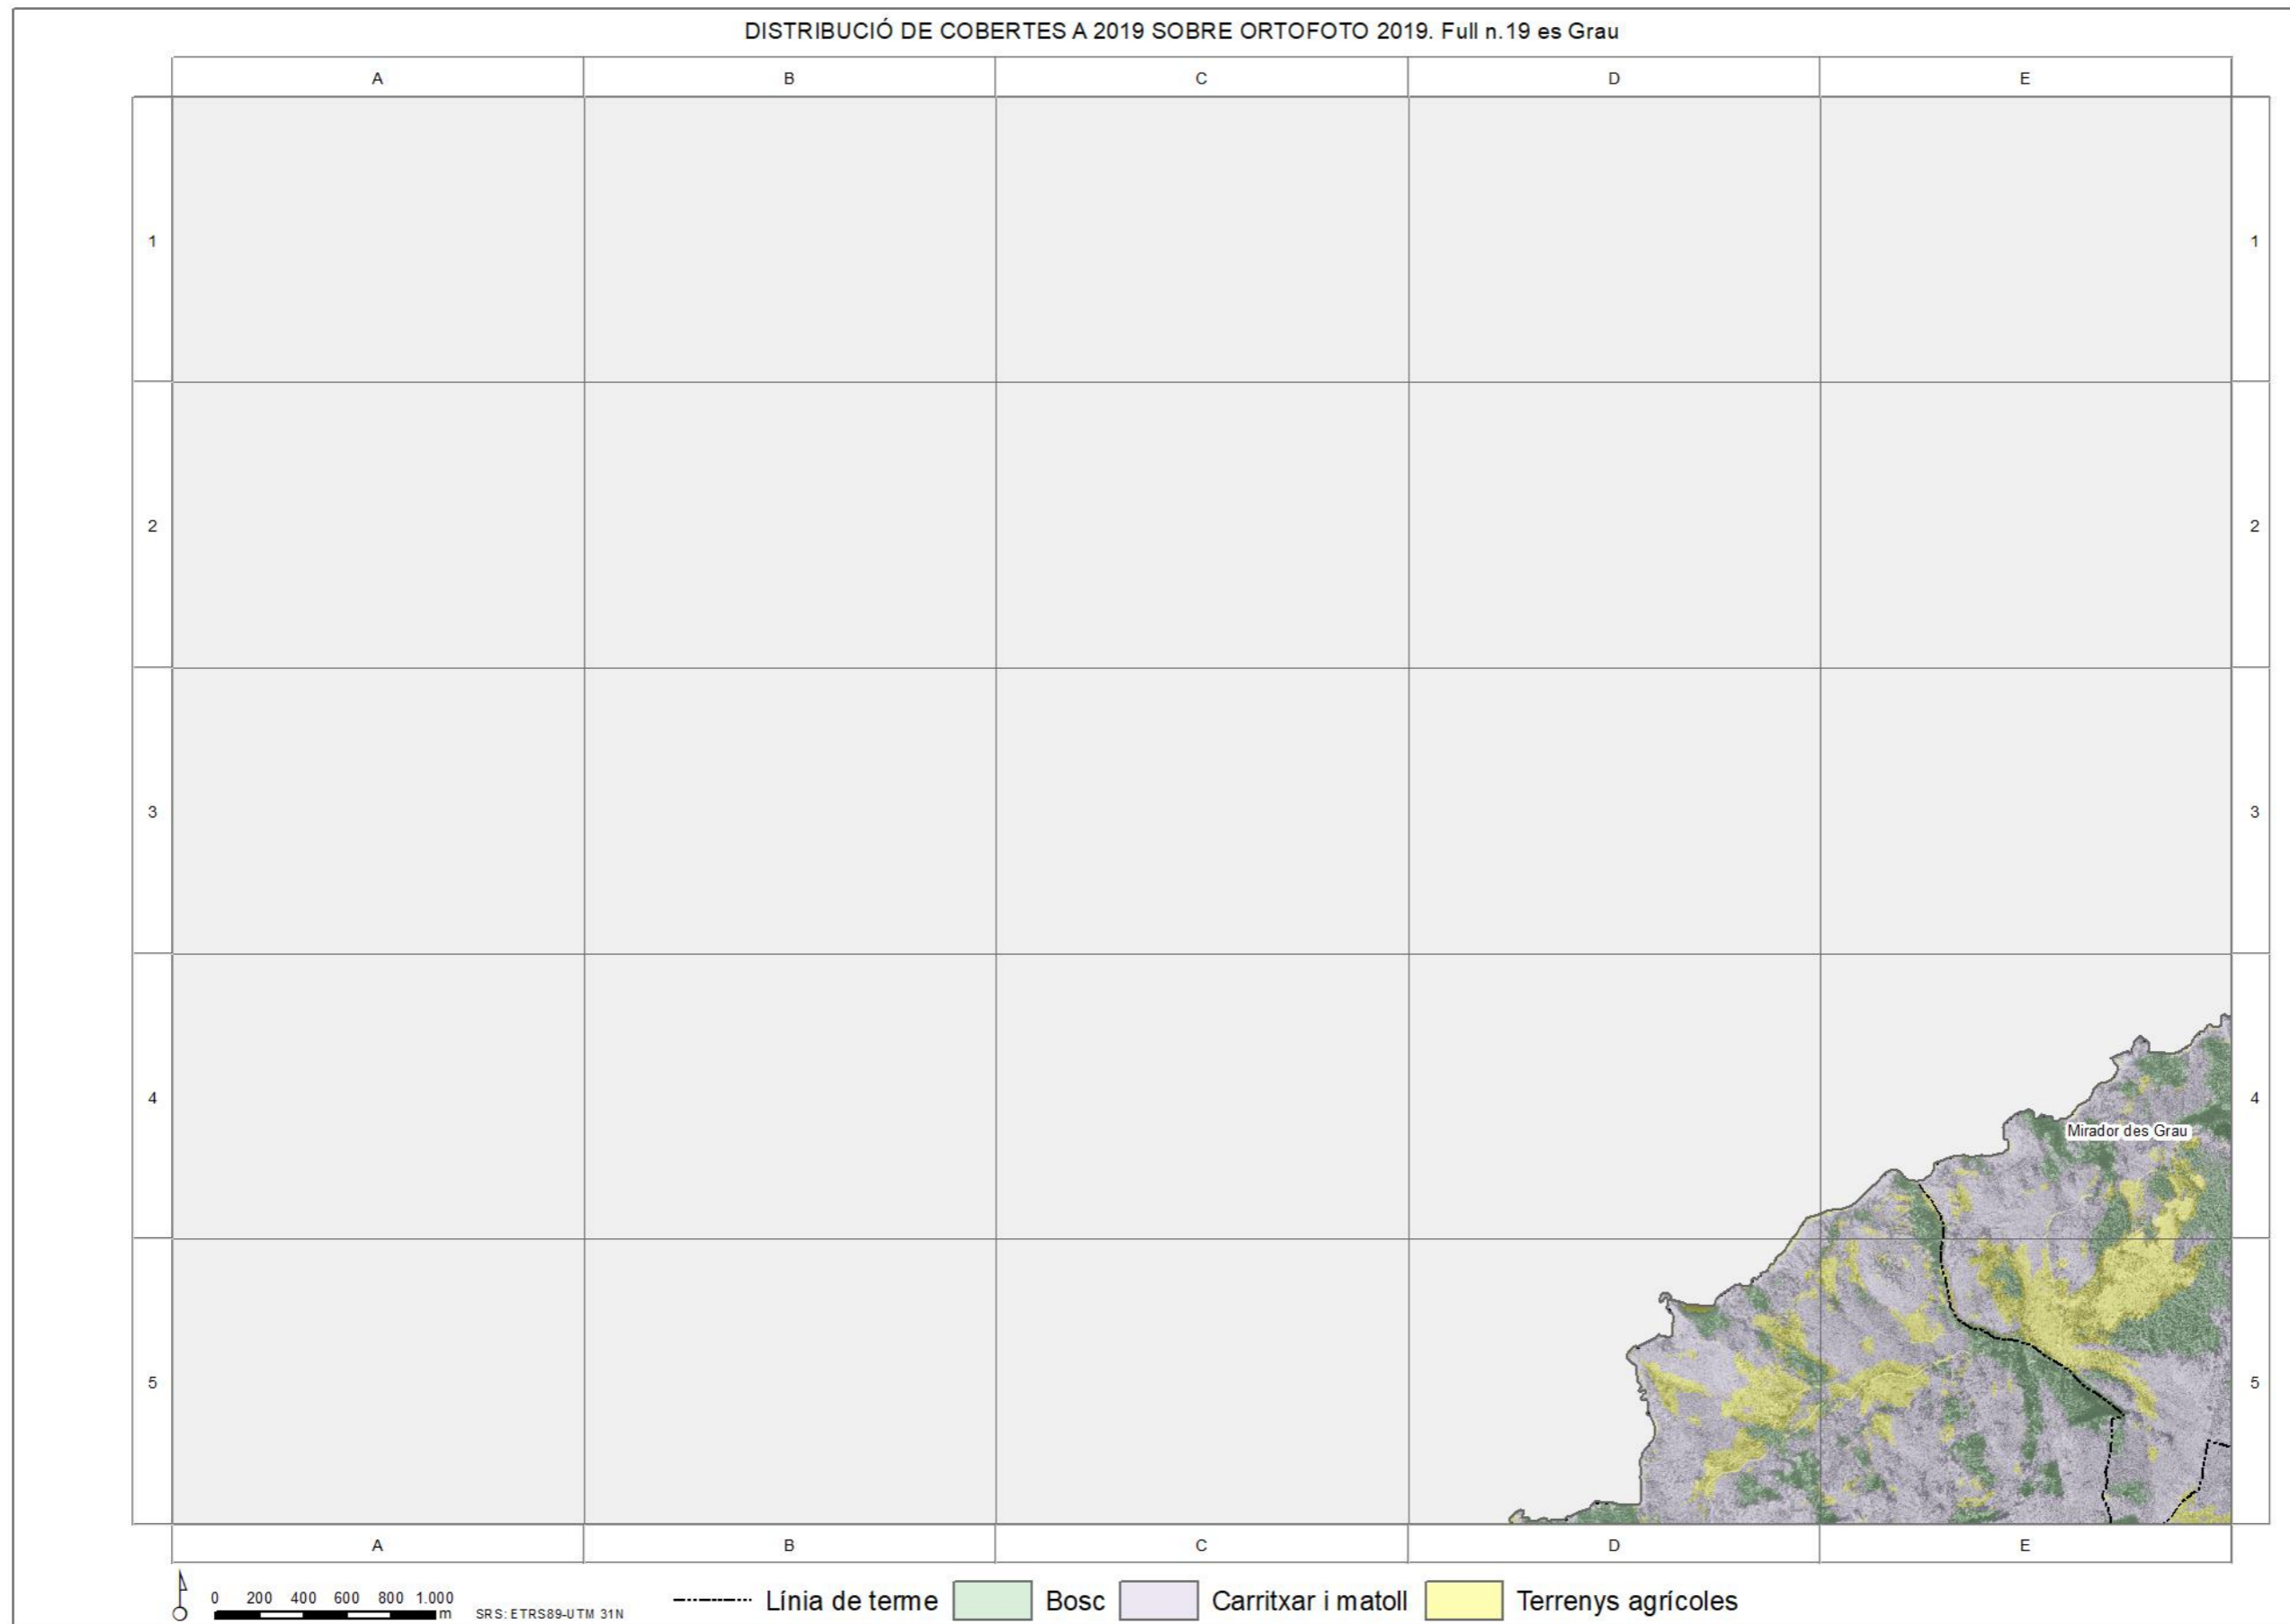 DISTRIBUCIÓ DE COBERTES A 2019 SOBRE ORTOFOTO 2019. Full n.19 es Grau
A B C D E
1 1
2 2
3 3
4 4
Mirador des Grau
5 5
A B C D E
0 200 400 600 800 1.000
m
SRS: ETRS89-UTM 31N
Línia de terme
Bosc
Carritxar i matoll
Terrenys agrícoles